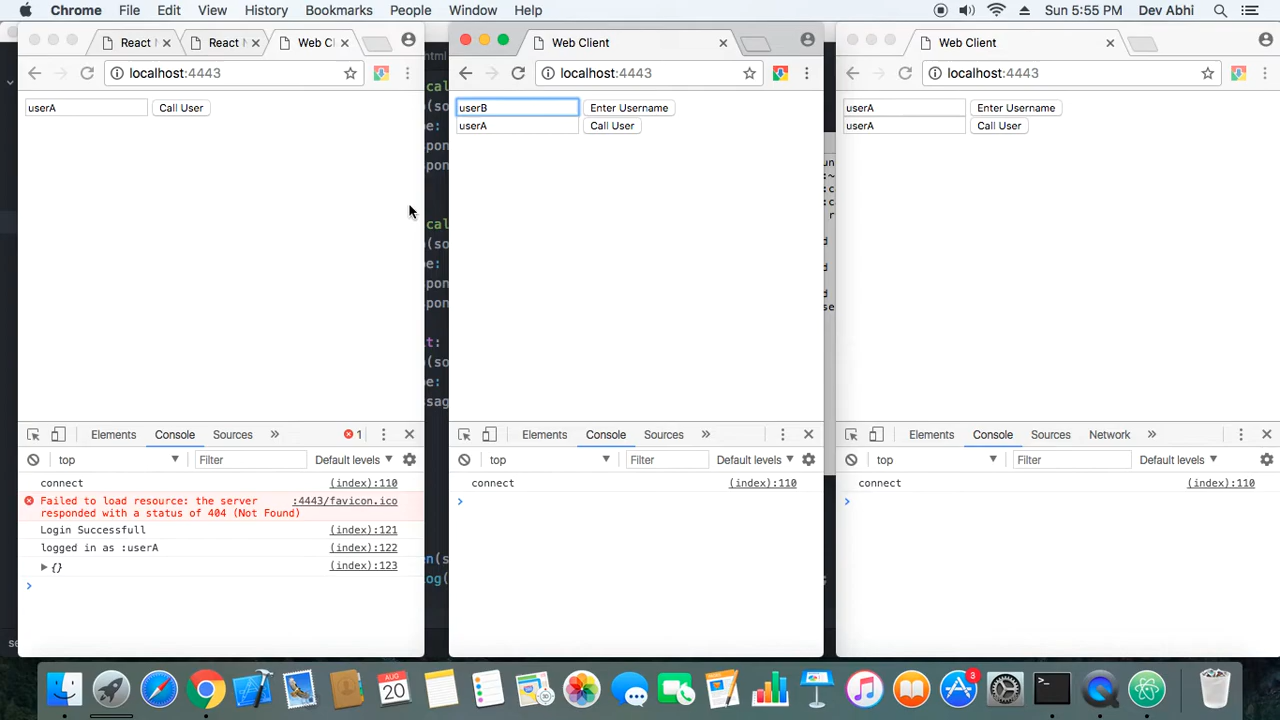 Chrome File Edit View History Bookmarks People Window Help Sun 5:55 PM Dev Abhi
React React N Web Cl
localhost:4443
userA Call User
Elements Console Sources » 1
top Filter Default levels
connect (index):110
Failed to load resource: the server :4443/favicon.ico
responded with a status of 404 (Not Found)
Login Successfull (index):121
logged in as :userA (index):122
{} (index):123
Web Client
localhost:4443
userB Enter Username
userA Call User
Elements Console Sources »
top Filter Default levels
connect (index):110
Web Client
localhost:4443
userA Enter Username
userA Call User
Elements Console Sources Network »
top Filter Default levels
connect (index):110
20
3